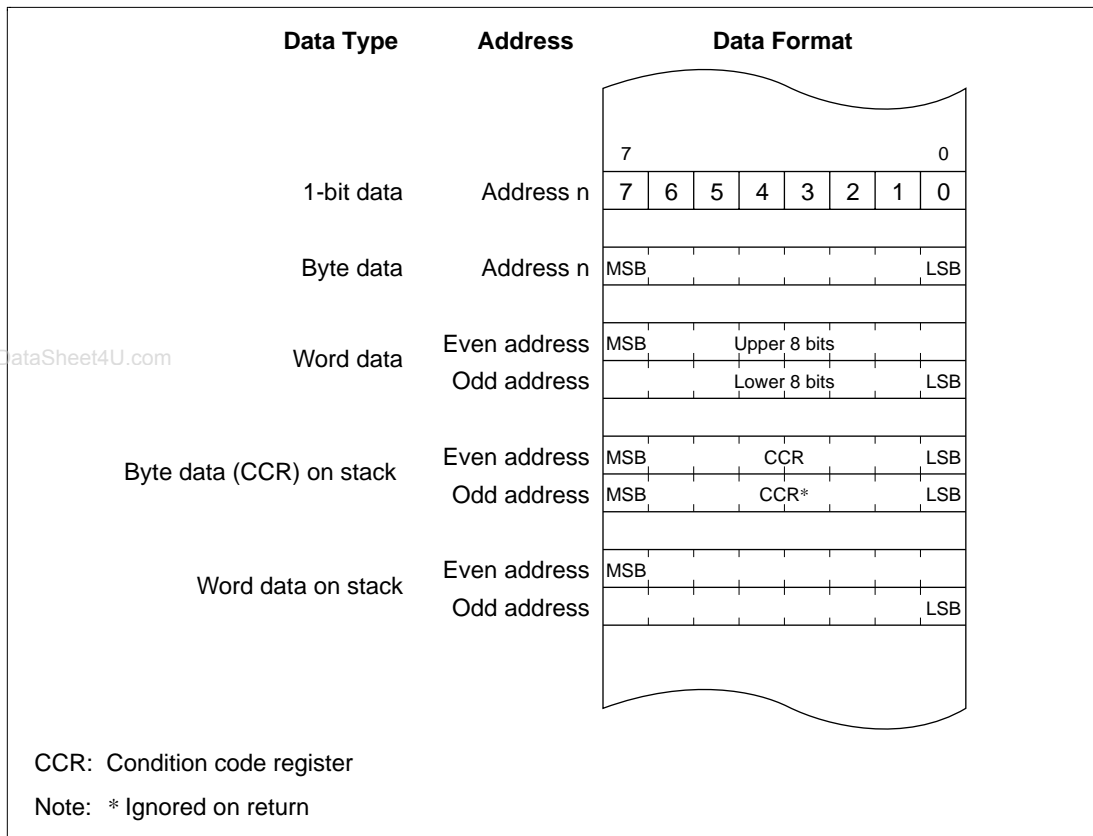 Data Type Address Data Format
7 0
1-bit data Address n 7 6 5 4 3 2 1 0
Byte data Address n MSB LSB
Even address MSB Upper 8 bits
DataSheet4U.com Word data
Odd address Lower 8 bits LSB
Even address MSB CCR LSB
Byte data (CCR) on stack
Odd address MSB CCR* LSB
Even address MSB
Word data on stack
Odd address LSB
CCR: Condition code register
Note: * Ignored on return